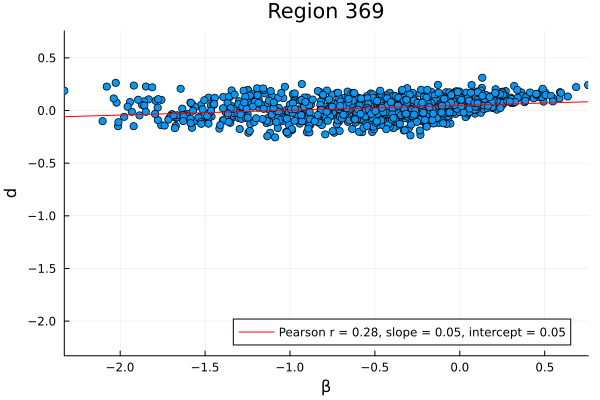 Region 369
0.5
0.0
−0.5
−1.0
−1.5
−2.0
d
Pearson r = 0.28, slope = 0.05, intercept = 0.05
−2.0 −1.5 −1.0 −0.5 0.0 0.5
β